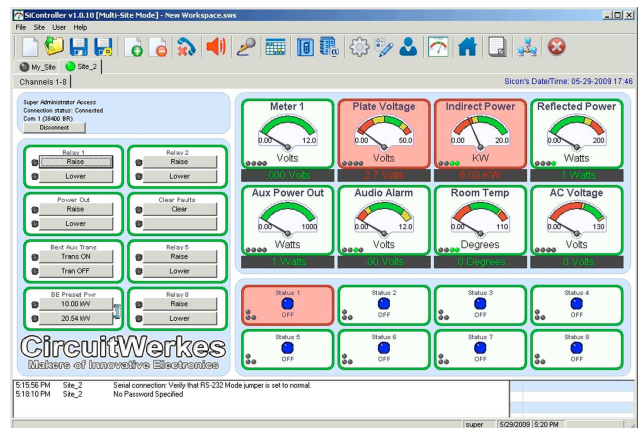 SiController v1.0.10 [Multi-Site Mode] - New Workspace.sws
File Site User Help
My_Site Site_2
Channels 1-8
Sicon's Date/Time: 05-29-2009 17:46
Super Administrator Access
Connection status: Connected
Com 1 (38400 BR)
Disconnect
Relay 1
Raise
Lower
Relay 2
Raise
Lower
Power Out
Raise
Lower
Clear Faults
Clear
Bext Aux Trans
Trans ON
Tran OFF
Relay 5
Raise
Lower
BE Preset Pwr
10.00 kW
20.54 kW
Relay 8
Raise
Lower
CircuitWerkes
Makers of Innovative Electronics
Meter 1
0.00 12.0
Volts
.000 Volts
Plate Voltage
0.00 50.0
Volts
2.7 Volts
Indirect Power
0.00 20.0
KW
6.00 KW
Reflected Power
0.00 200
Watts
1 Watts
Aux Power Out
0.00 1000
Watts
1 Watts
Audio Alarm
0.00 12.0
Volts
.00 Volts
Room Temp
0.00 110
Degrees
0 Degrees
AC Voltage
0.00 130
Volts
0 Volts
Status 1
OFF
Status 2
OFF
Status 3
OFF
Status 4
OFF
Status 5
OFF
Status 6
OFF
Status 7
OFF
Status 8
OFF
5:15:56 PM Site_2 Serial connection: Verify that RS-232 Mode jumper is set to normal.
5:18:10 PM Site_2 No Password Specified
super 5/29/2009 5:20 PM